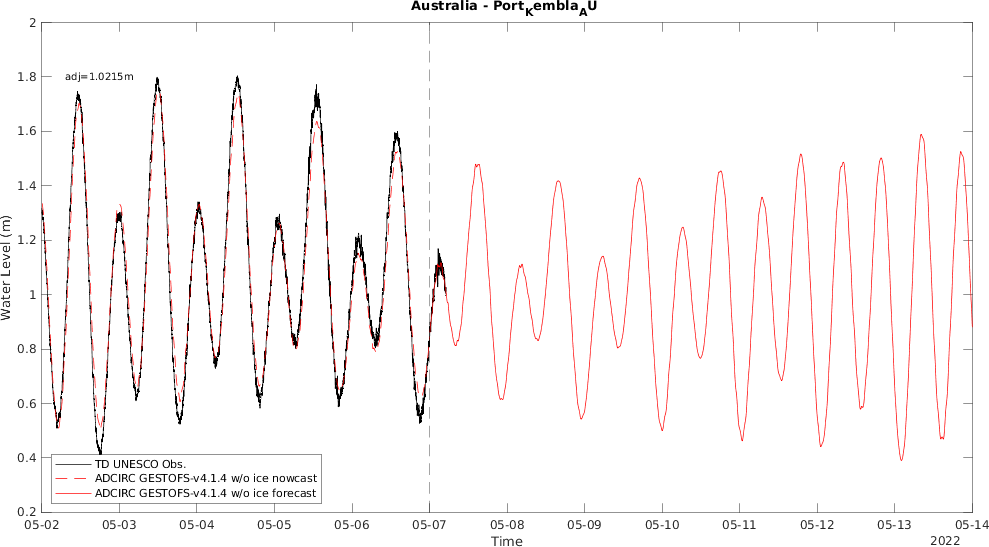 Australia - PortKemblaAU
2
1.8
adj=1.0215m
1.6
1.4
1.2
Water Level (m)
1
0.8
0.6
0.4
TD UNESCO Obs.
ADCIRC GESTOFS-v4.1.4 w/o ice nowcast
ADCIRC GESTOFS-v4.1.4 w/o ice forecast
0.2
05-02 05-03 05-04 05-05 05-06 05-07 05-08 05-09 05-10 05-11 05-12 05-13 05-14
Time
2022